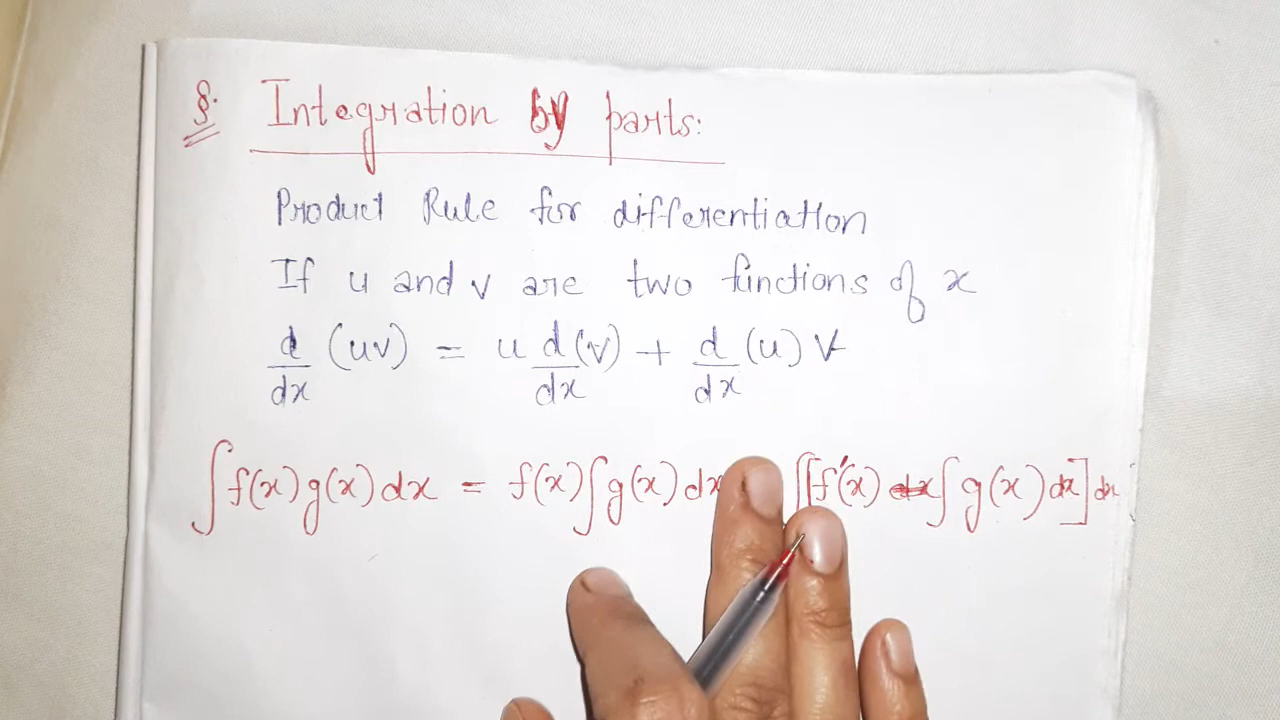 §. Integration by parts:
Product Rule for differentiation
If u and v are two functions of x
d/dx (uv) = u d(v)/dx + d/dx (u) v
∫f(x)g(x)dx = f(x)∫g(x)dx ∫[f'(x) ∫g(x)dx]dx